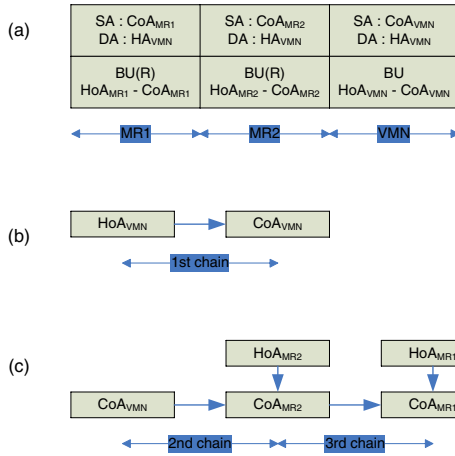 (a)
SA : CoAMR1
DA : HAVMN
SA : CoAMR2
DA : HAVMN
SA : CoAVMN
DA : HAVMN
BU(R)
HoAMR1 - CoAMR1
BU(R)
HoAMR2 - CoAMR2
BU
HoAVMN - CoAVMN
MR1
MR2
VMN
(b)
HoAVMN
CoAVMN
1st chain
(c)
HoAMR2
HoAMR1
CoAVMN
CoAMR2
CoAMR1
2nd chain
3rd chain